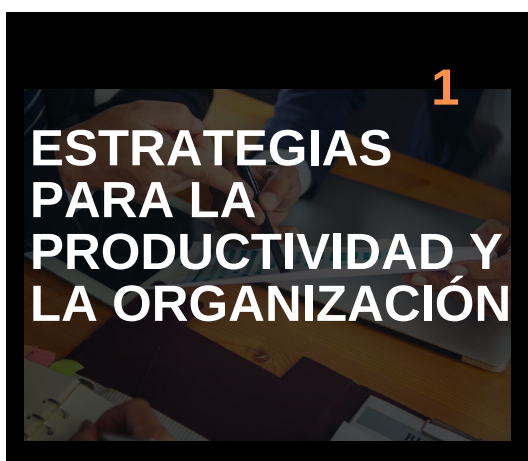 1
ESTRATEGIAS
PARA LA
PRODUCTIVIDAD Y
LA ORGANIZACIÓN